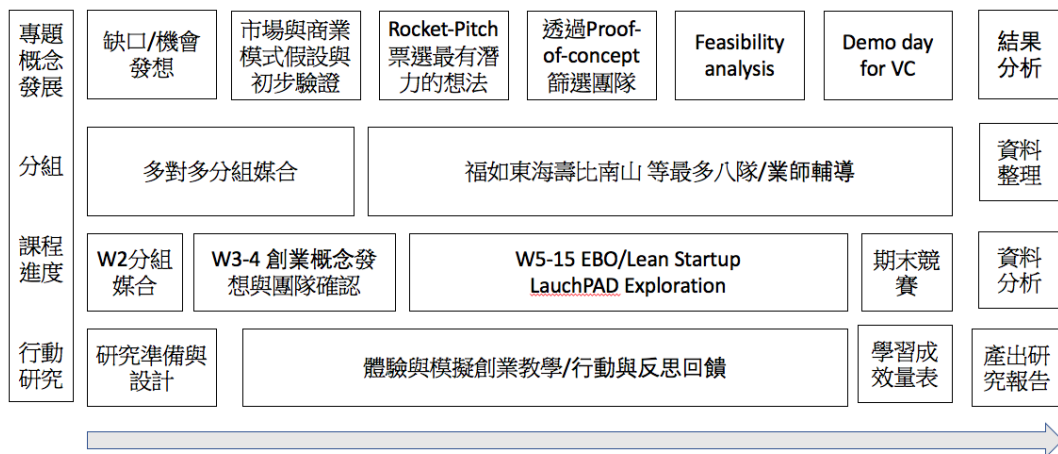 專題
概念
發展
缺口/機會
發想
市場與商業
模式假設與
初步驗證
Rocket-Pitch
票選最有潛
力的想法
透過Proof-
of-concept
篩選團隊
Feasibility
analysis
Demo day
for VC
結果
分析
分組
多對多分組媒合
福如東海壽比南山 等最多八隊/業師輔導
資料
整理
課程
進度
W2分組
媒合
W3-4 創業概念發
想與團隊確認
W5-15 EBO/Lean Startup
LauchPAD Exploration
期末競
賽
資料
分析
行動
研究
研究準備與
設計
體驗與模擬創業教學/行動與反思回饋
學習成
效量表
產出研
究報告